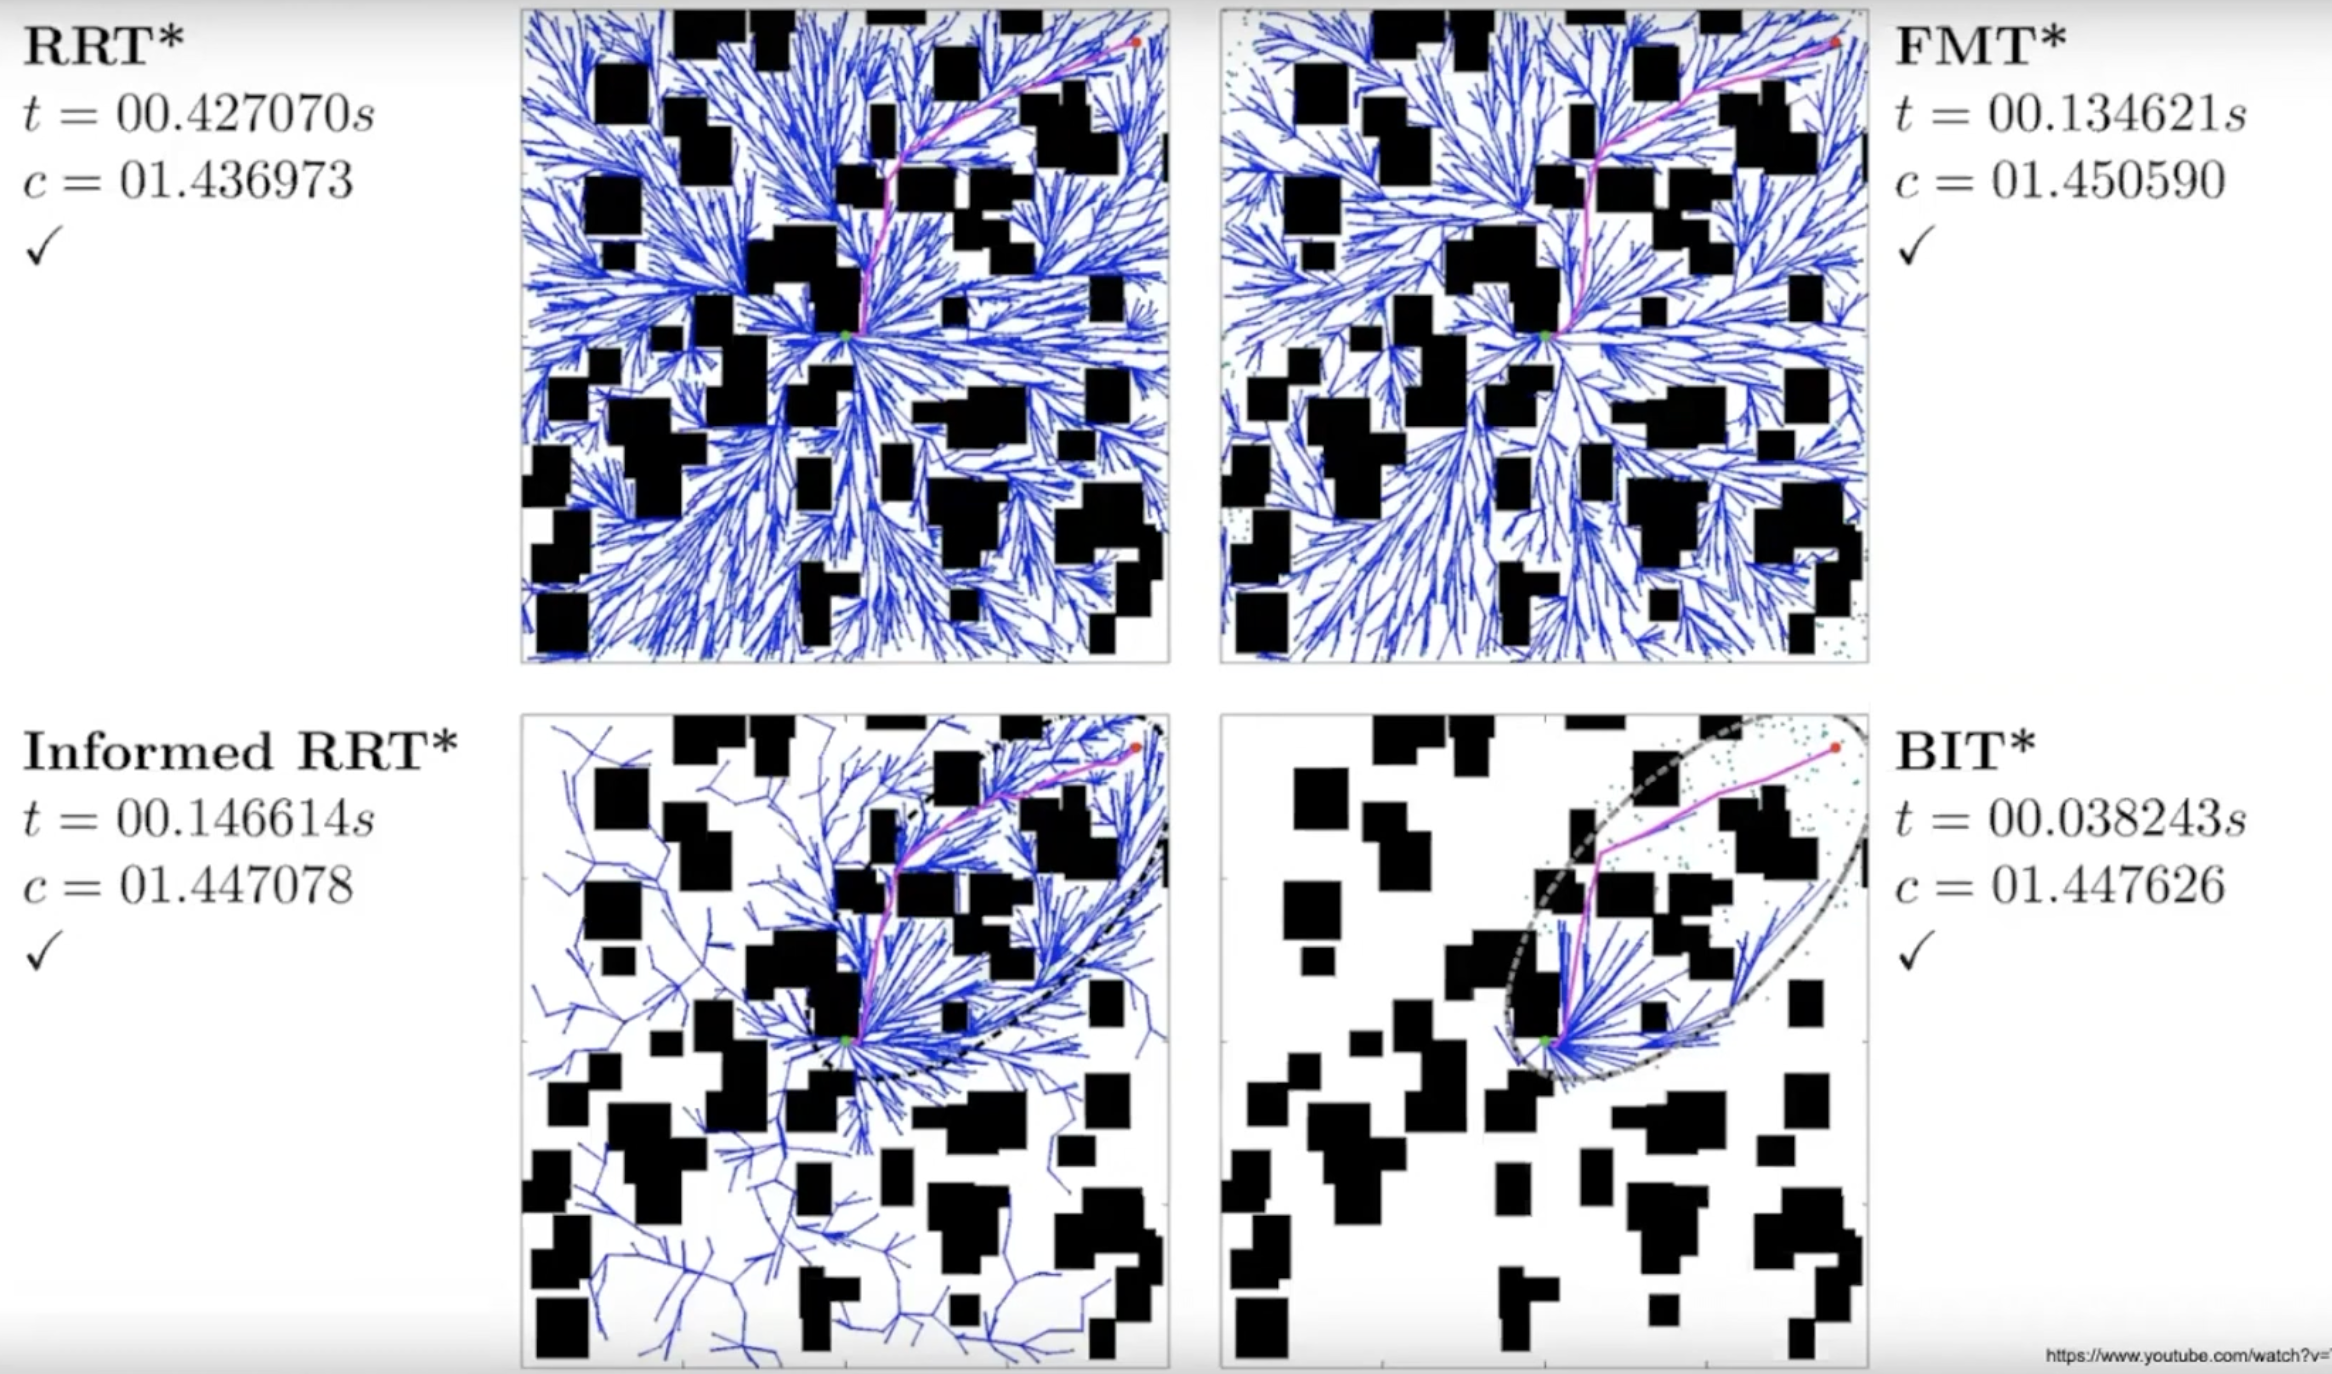 RRT*
t = 00.427070s
c = 01.436973
✓
FMT*
t = 00.134621s
c = 01.450590
✓
Informed RRT*
t = 00.146614s
c = 01.447078
✓
BIT*
t = 00.038243s
c = 01.447626
✓
https://www.youtube.com/watch?v=